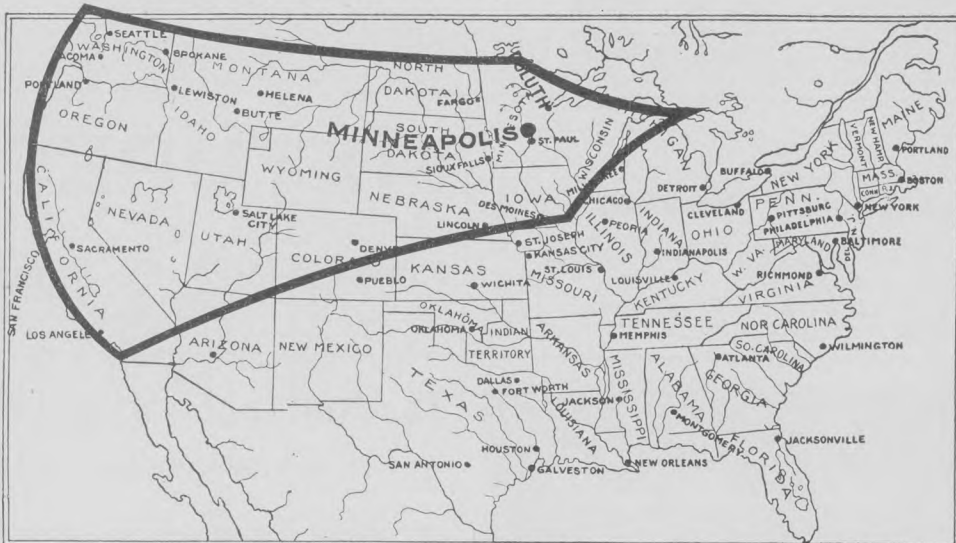 SEATTLE
WASHINGTON
TACOMA
SPOKANE
PORTLAND
LEWISTON
OREGON
IDAHO
MONTANA
HELENA
BUTTE
NORTH
DAKOTA
FARGO
DULUTH
MINNESOTA
MINNEAPOLIS
ST. PAUL
SOUTH
DAKOTA
SIOUX FALLS
WISCONSIN
WYOMING
NEBRASKA
LINCOLN
IOWA
DES MOINES
CHICAGO
DETROIT
CALIFORNIA
NEVADA
UTAH
SALT LAKE
CITY
SACRAMENTO
SAN FRANCISCO
LOS ANGELE
COLORADO
PUEBLO
KANSAS
WICHITA
ST. JOSEPH
KANSAS CITY
MISSOURI
ST. LOUIS
ILLINOIS
PEORIA
INDIANA
INDIANAPOLIS
OHIO
CLEVELAND
LOUISVILLE
KENTUCKY
W. VA.
VIRGINIA
RICHMOND
MARYLAND
BALTIMORE
DEL
N.J.
PENN.
PITTSBURG
PHILADELPHIA
NEW YORK
BUFFALO
NEW YORK
VERMONT
NEW HAMP.
MAINE
PORTLAND
MASS.
BOSTON
CONN
R.I.
ARIZONA
NEW MEXICO
OKLAHOM
OKLAHOMA
INDIAN
TERRITORY
ARKANSAS
TENNESSEE
MEMPHIS
NOR CAROLINA
SO. CAROLINA
WILMINGTON
ATLANTA
GEORGIA
ALABAMA
MONTGOMERY
MISSISSIPPI
JACKSON
LOUISIANA
NEW ORLEANS
FLORIDA
JACKSONVILLE
TEXAS
DALLAS
FORT WORTH
HOUSTON
GALVESTON
SAN ANTONIO